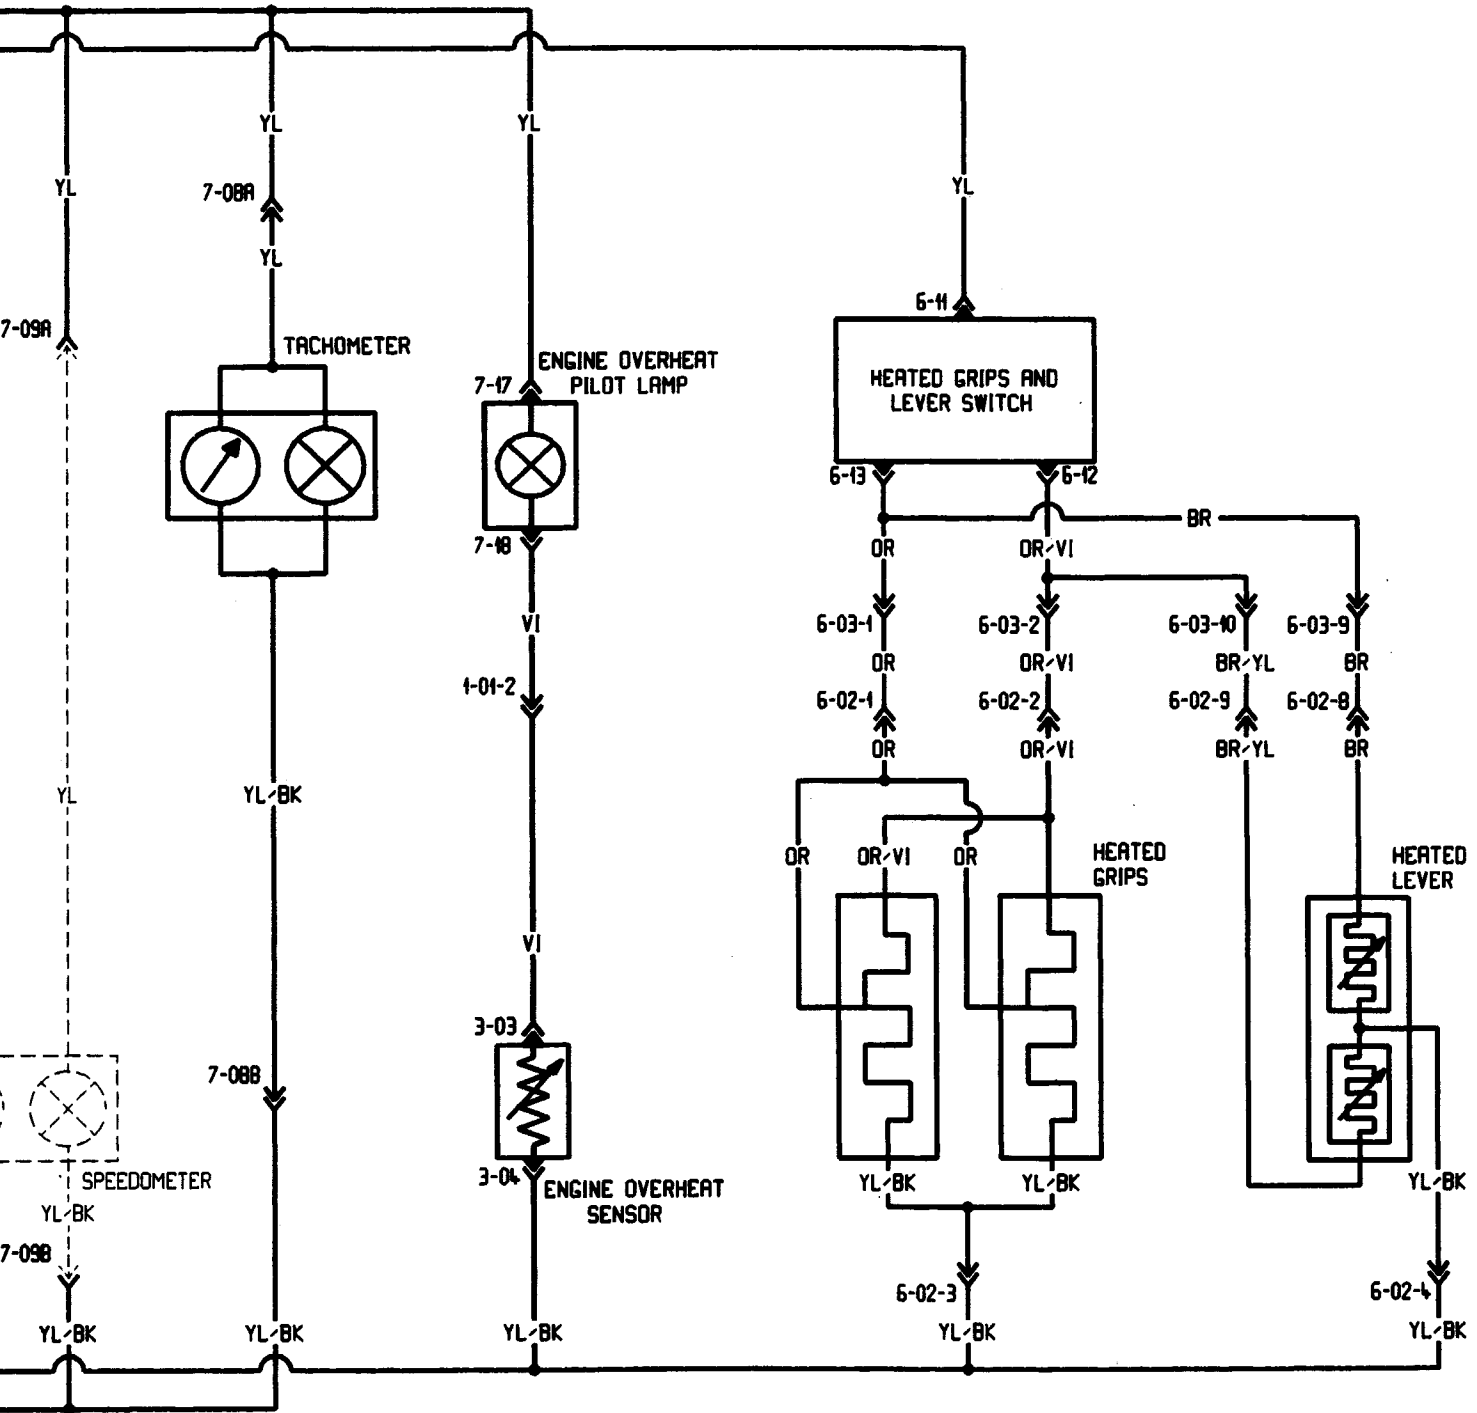 YL
YL
YL
YL
7-08A
YL
6-11
7-09A
TACHOMETER
ENGINE OVERHEAT
PILOT LAMP
7-17
HEATED GRIPS AND
LEVER SWITCH
6-13
6-12
BR
7-18
OR
OR/VI
VI
6-03-1
6-03-2
6-03-10
6-03-9
OR
OR/VI
BR/YL
BR
1-01-2
6-02-1
6-02-2
6-02-9
6-02-8
OR
OR/VI
BR/YL
BR
YL
YL/BK
OR
OR/VI
OR
HEATED
GRIPS
HEATED
LEVER
VI
3-03
7-08B
3-04
SPEEDOMETER
ENGINE OVERHEAT
SENSOR
YL/BK
YL/BK
YL/BK
YL/BK
7-09B
6-02-3
6-02-4
YL/BK
YL/BK
YL/BK
YL/BK
YL/BK